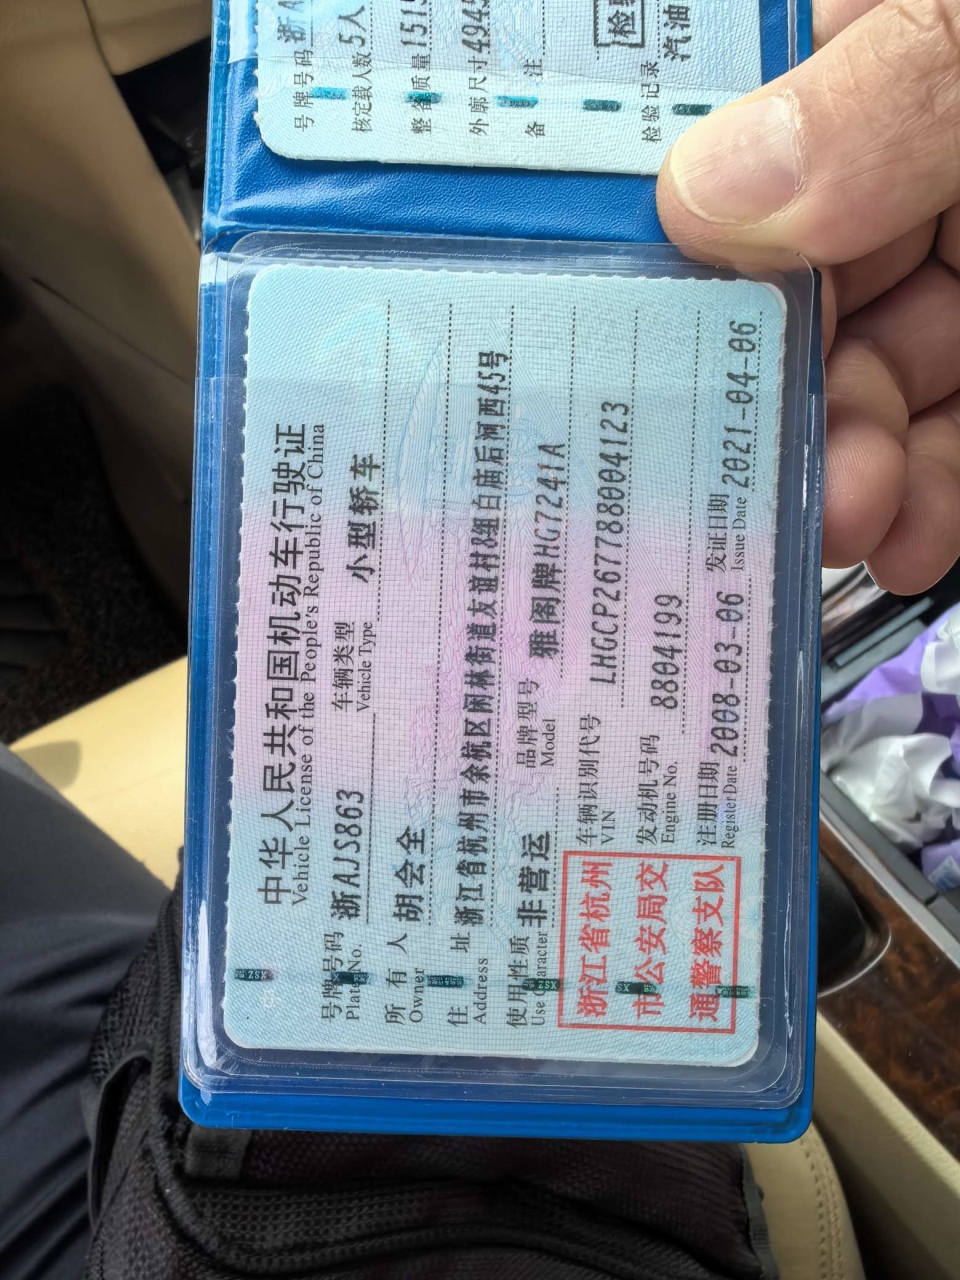 中华人民共和国机动车行驶证
Vehicle License of the People's Republic of China
号牌号码 浙AJS863 车辆类型 小型轿车
Plate No. Vehicle Type
所有人 胡会全
Owner
住址 浙江省杭州市余杭区闲林街道友谊村8组白庙后河西45号
Address
使用性质 非营运 品牌型号 雅阁牌HG7241A
Use Character Model
浙江省杭州
市公安局交
通警察支队
车辆识别代号 LHGCP267788004123
VIN
发动机号码 8804199
Engine No.
注册日期 2008-03-06 发证日期 2021-04-06
Register Date Issue Date
号牌号码 浙A
核定载人数 5人
整备质量 151
外廓尺寸 494
备注
检验记录 汽油